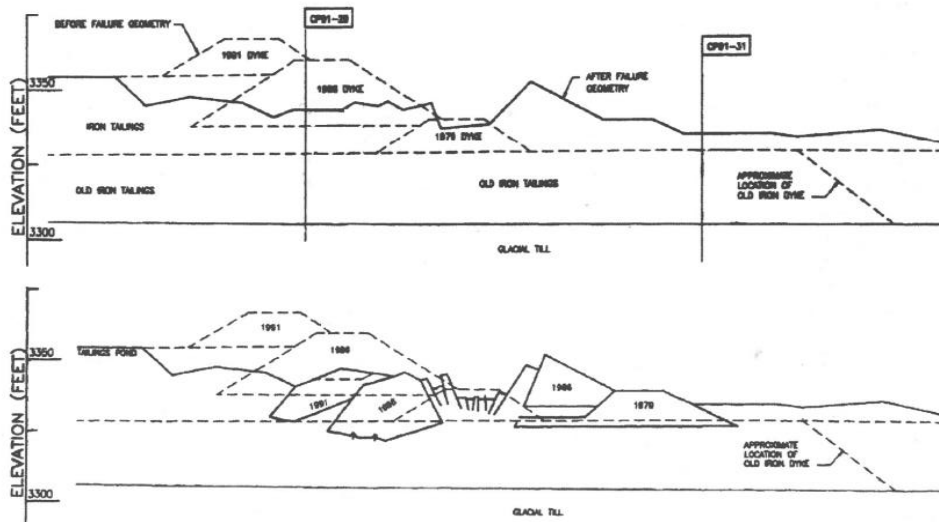 CP91-29
CP91-31
BEFORE FAILURE GEOMETRY
1991 DYKE
AFTER FAILURE
GEOMETRY
1986 DYKE
3350
IRON TAILINGS
1979 DYKE
ELEVATION (FEET)
OLD IRON TAILINGS
OLD IRON TAILINGS
APPROXIMATE
LOCATION OF
OLD IRON DYKE
3300
GLACIAL TILL
1991
1986
TAILINGS POND
3350
1991
1986
1986
1979
ELEVATION (FEET)
APPROXIMATE
LOCATION OF
OLD IRON DYKE
3300
GLACIAL TILL